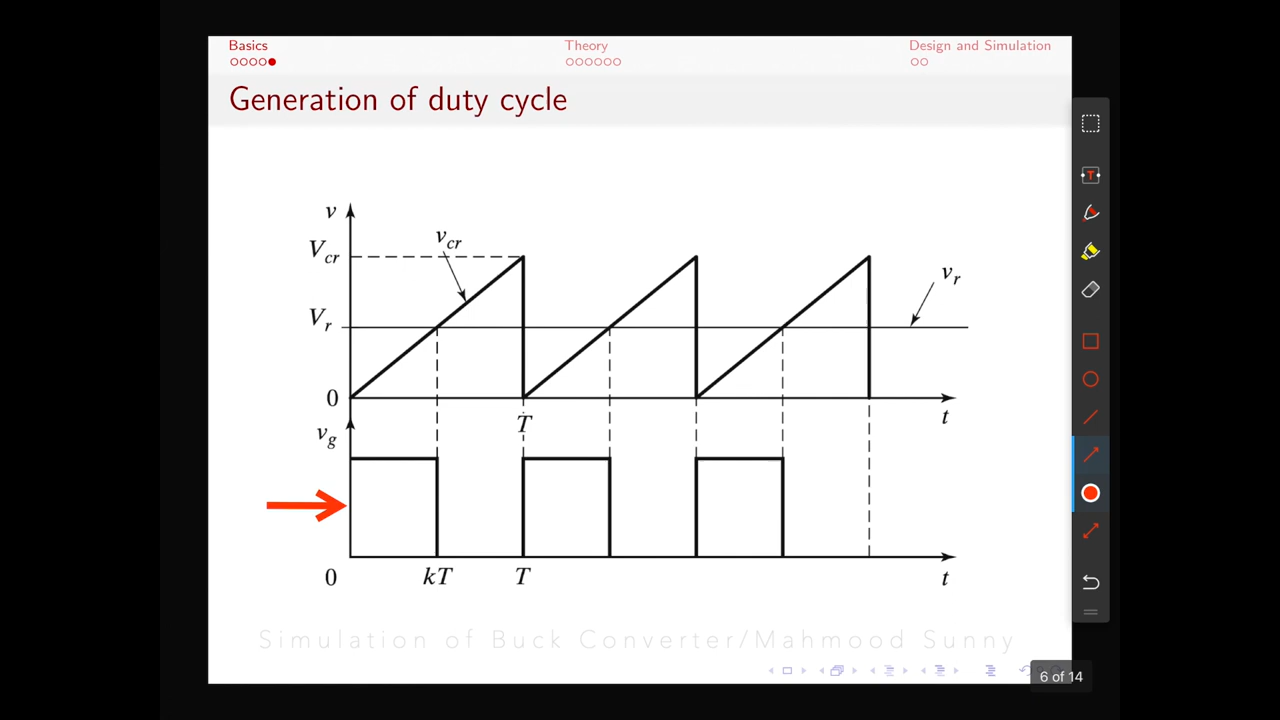 Basics Theory Design and Simulation
Generation of duty cycle
v
V_cr v_cr
V_r v_r
0 T t
v_g
0 kT T t
Simulation of Buck Converter/Mahmood Sunny
6 of 14
T